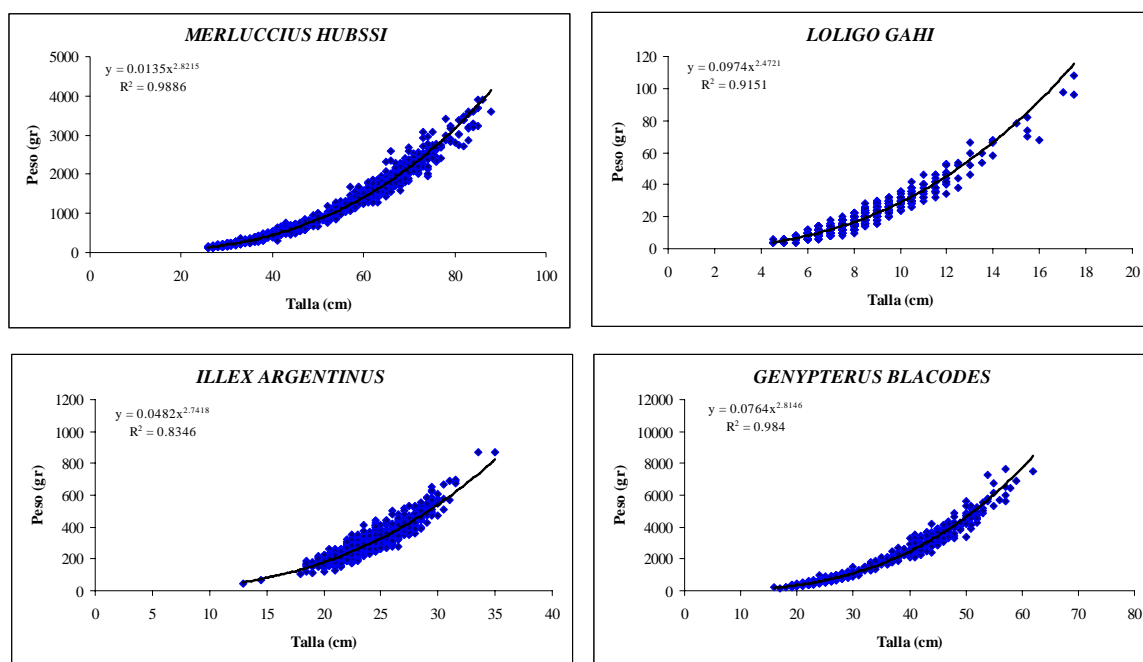 MERLUCCIUS HUBSSI
y = 0.0135x^2.8215
R² = 0.9886
Peso (gr)
5000
4000
3000
2000
1000
0
0 20 40 60 80 100
Talla (cm)
LOLIGO GAHI
y = 0.0974x^2.4721
R² = 0.9151
Peso (gr)
120
100
80
60
40
20
0
0 2 4 6 8 10 12 14 16 18 20
Talla (cm)
ILLEX ARGENTINUS
y = 0.0482x^2.7418
R² = 0.8346
Peso (gr)
1200
1000
800
600
400
200
0
0 5 10 15 20 25 30 35 40
Talla (cm)
GENYPTERUS BLACODES
y = 0.0764x^2.8146
R² = 0.984
Peso (gr)
12000
10000
8000
6000
4000
2000
0
0 10 20 30 40 50 60 70 80
Talla (cm)